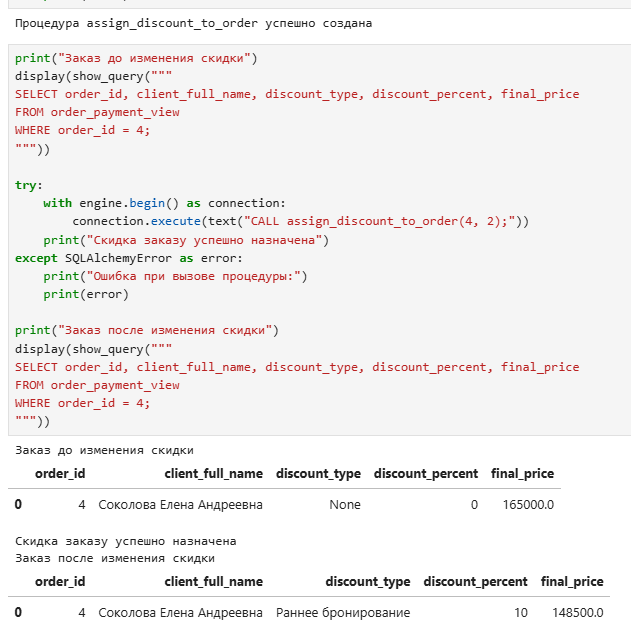 Процедура assign_discount_to_order успешно создана
print("Заказ до изменения скидки")
display(show_query("""
SELECT order_id, client_full_name, discount_type, discount_percent, final_price
FROM order_payment_view
WHERE order_id = 4;
"""))
try:
    with engine.begin() as connection:
        connection.execute(text("CALL assign_discount_to_order(4, 2);"))
    print("Скидка заказу успешно назначена")
except SQLAlchemyError as error:
    print("Ошибка при вызове процедуры:")
    print(error)
print("Заказ после изменения скидки")
display(show_query("""
SELECT order_id, client_full_name, discount_type, discount_percent, final_price
FROM order_payment_view
WHERE order_id = 4;
"""))
Заказ до изменения скидки
order_id client_full_name discount_type discount_percent final_price
0 4 Соколова Елена Андреевна None 0 165000.0
Скидка заказу успешно назначена
Заказ после изменения скидки
order_id client_full_name discount_type discount_percent final_price
0 4 Соколова Елена Андреевна Раннее бронирование 10 148500.0